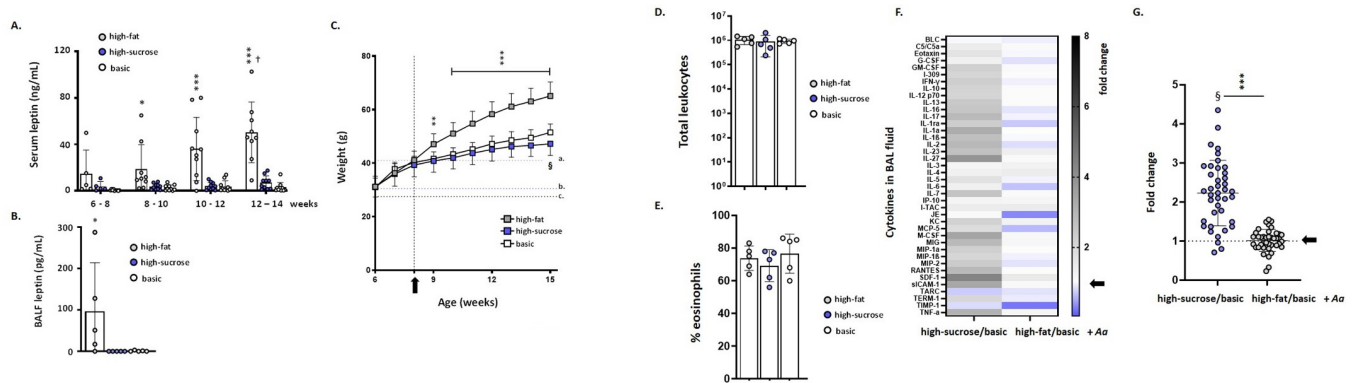 A.
high-fat
high-sucrose
basic
Serum leptin (ng/mL)
120
80
40
0
*
***
***
†
6 - 8
8 - 10
10 - 12
12 – 14
weeks
B.
BALF leptin (pg/mL)
300
200
100
0
*
high-fat
high-sucrose
basic
C.
Weight (g)
80
60
40
20
0
**
***
a.
§
b.
c.
high-fat
high-sucrose
basic
6
9
12
15
Age (weeks)
D.
Total leukocytes
10⁷
10⁶
10⁵
10⁴
10³
10²
10¹
10⁰
high-fat
high-sucrose
basic
E.
% eosinophils
100
80
60
40
20
0
high-fat
high-sucrose
basic
F.
Cytokines in BAL fluid
BLC
C5/C5a
Eotaxin
G-CSF
GM-CSF
I-309
IFN-γ
IL-10
IL-12 p70
IL-13
IL-16
IL-17
IL-1ra
IL-1a
IL-1ß
IL-2
IL-23
IL-27
IL-3
IL-4
IL-5
IL-6
IL-7
IP-10
I-TAC
JE
KC
MCP-5
M-CSF
MIG
MIP-1a
MIP-1ß
MIP-2
RANTES
SDF-1
sICAM-1
TARC
TERM-1
TIMP-1
TNF-a
high-sucrose/basic
high-fat/basic
+ Aa
8
6
4
2
fold change
G.
Fold change
5
4
3
2
1
0
§
***
high-sucrose/basic
high-fat/basic
+ Aa